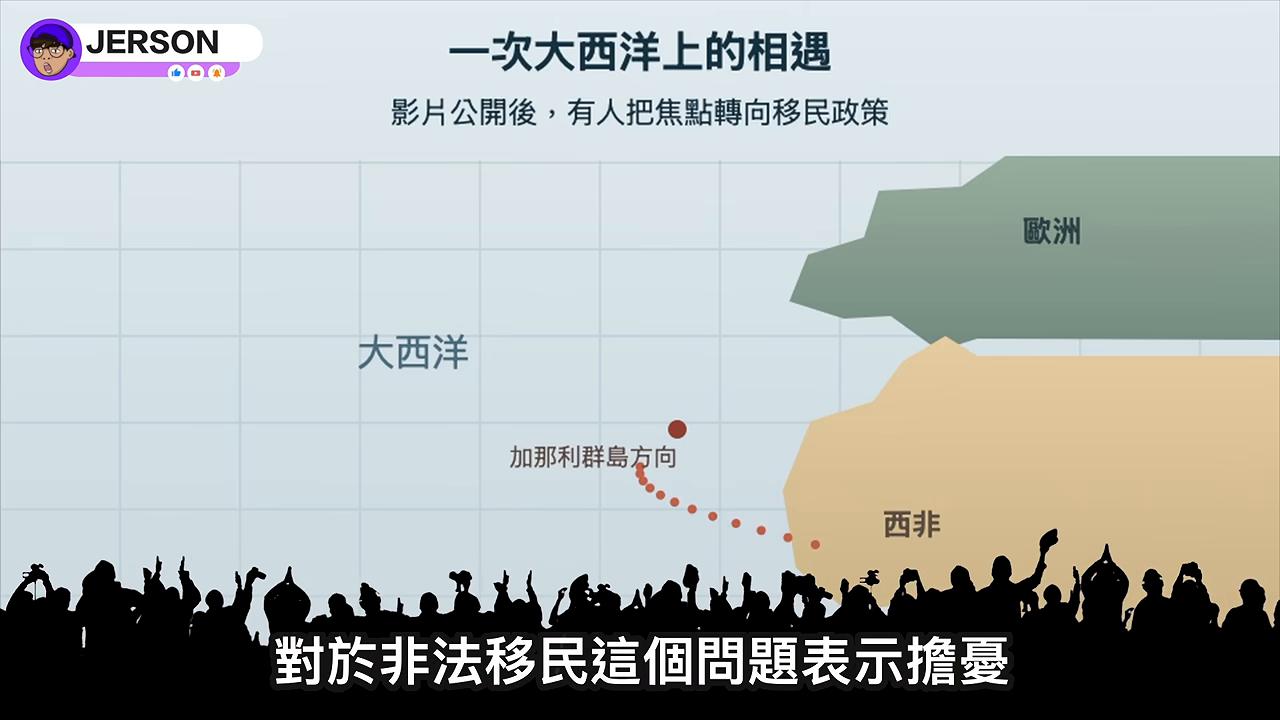 JERSON
一次大西洋上的相遇
影片公開後，有人把焦點轉向移民政策
歐洲
大西洋
加那利群島方向
西非
對於非法移民這個問題表示擔憂